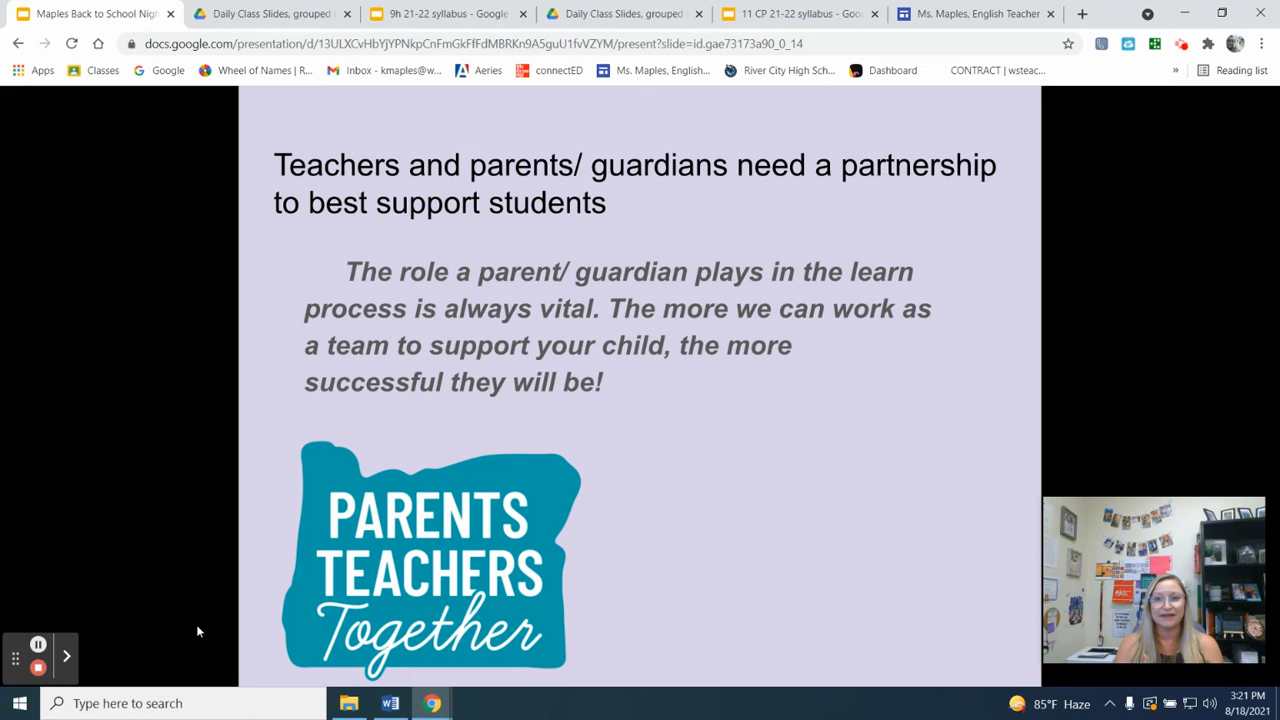 Maples Back to School Nigh
Daily Class Slides, grouped
9h 21-22 syllabus - Google
Daily Class Slides, grouped
11 CP 21-22 syllabus - Goo
Ms. Maples, English Teacher
docs.google.com/presentation/d/13ULXCvHbYjYPNkpTnFmtKfftdMBBKn9A5guU1fvVZYM/present?slide=id.gae73173a90_0_14
Apps
Classes
Google
Wheel of Names | R...
Inbox - kmaples@w...
Aeries
connectED
Ms. Maples, English...
River City High Sch...
Dashboard
CONTRACT | wsteac...
»
Reading list
Teachers and parents/ guardians need a partnership
to best support students
The role a parent/ guardian plays in the learn
process is always vital. The more we can work as
a team to support your child, the more
successful they will be!
PARENTS
TEACHERS
Together
Type here to search
85°F Haze
3:21 PM
8/18/2021